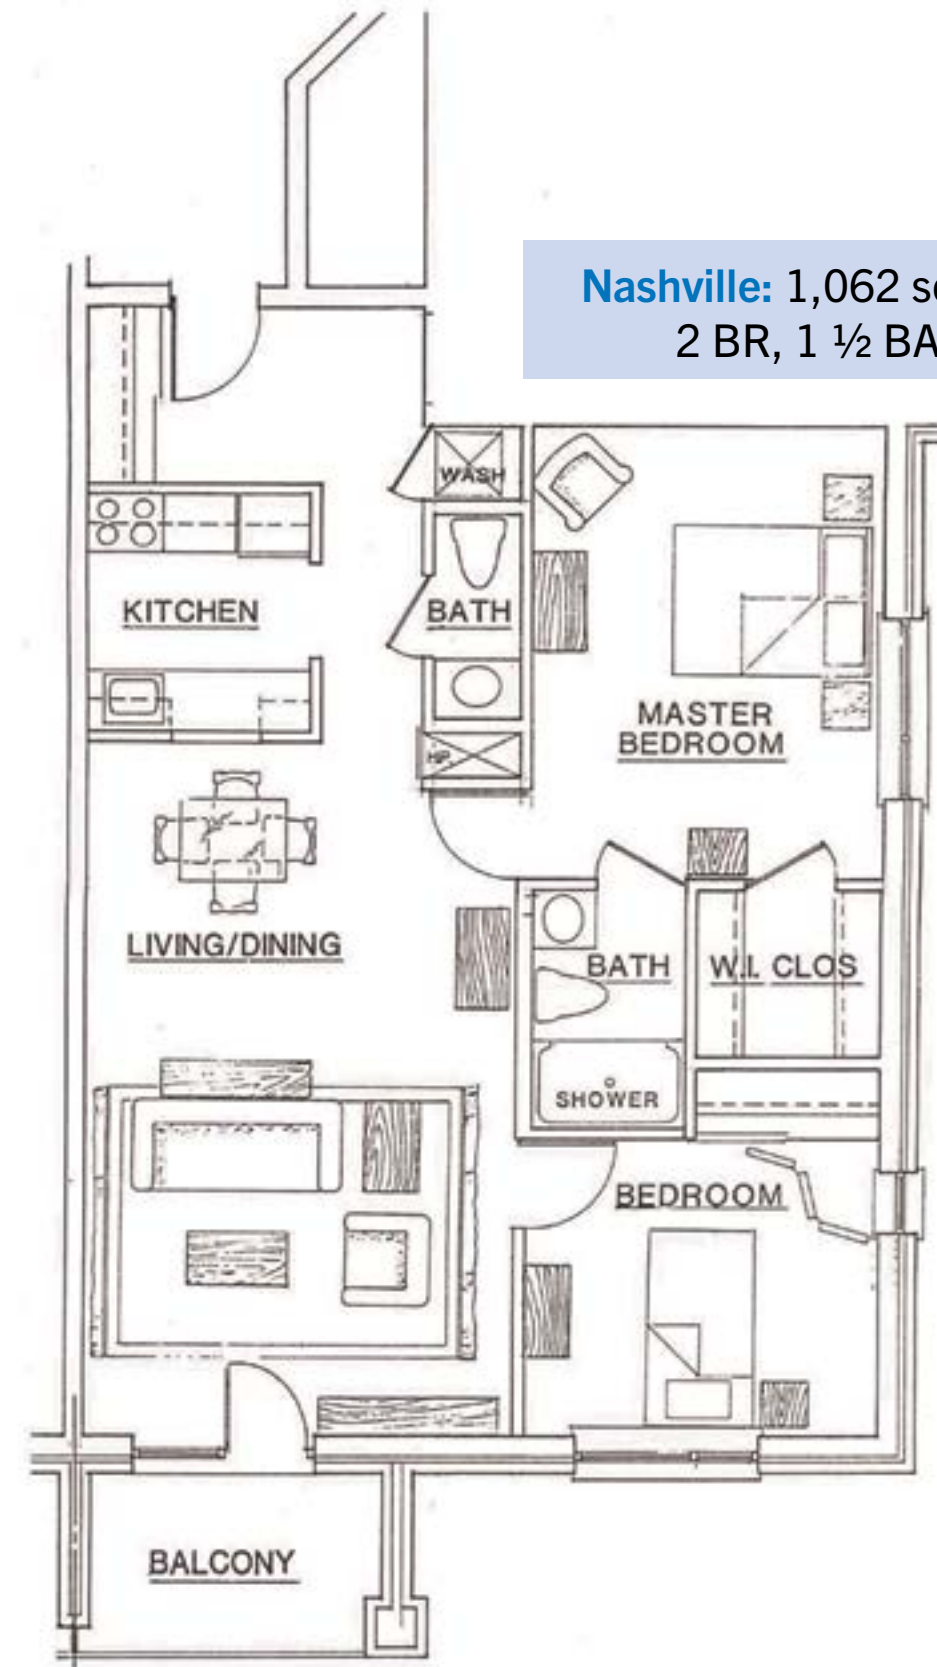 Nashville: 1,062
2 BR, 1 ½ BA
WASH
KITCHEN
BATH
MASTER
BEDROOM
HP
LIVING/DINING
BATH
W.I. CLOS
SHOWER
BEDROOM
BALCONY